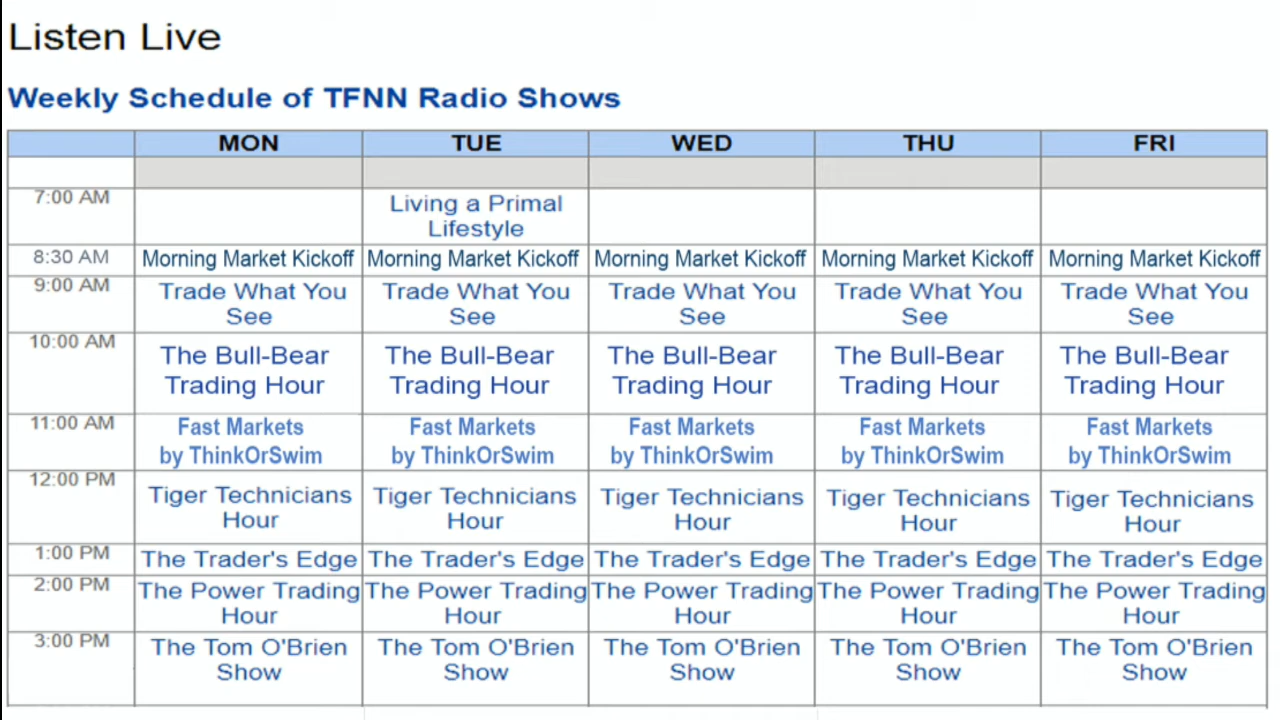 Listen Live
Weekly Schedule of TFNN Radio Shows
MON TUE WED THU FRI
7:00 AM Living a Primal
Lifestyle
8:30 AM Morning Market Kickoff Morning Market Kickoff Morning Market Kickoff Morning Market Kickoff Morning Market Kickoff
9:00 AM Trade What You Trade What You Trade What You Trade What You Trade What You
See See See See See
10:00 AM The Bull-Bear The Bull-Bear The Bull-Bear The Bull-Bear The Bull-Bear
Trading Hour Trading Hour Trading Hour Trading Hour Trading Hour
11:00 AM Fast Markets Fast Markets Fast Markets Fast Markets Fast Markets
by ThinkOrSwim by ThinkOrSwim by ThinkOrSwim by ThinkOrSwim by ThinkOrSwim
12:00 PM Tiger Technicians Tiger Technicians Tiger Technicians Tiger Technicians Tiger Technicians
Hour Hour Hour Hour Hour
1:00 PM The Trader's Edge The Trader's Edge The Trader's Edge The Trader's Edge The Trader's Edge
2:00 PM The Power Trading The Power Trading The Power Trading The Power Trading The Power Trading
Hour Hour Hour Hour Hour
3:00 PM The Tom O'Brien The Tom O'Brien The Tom O'Brien The Tom O'Brien The Tom O'Brien
Show Show Show Show Show